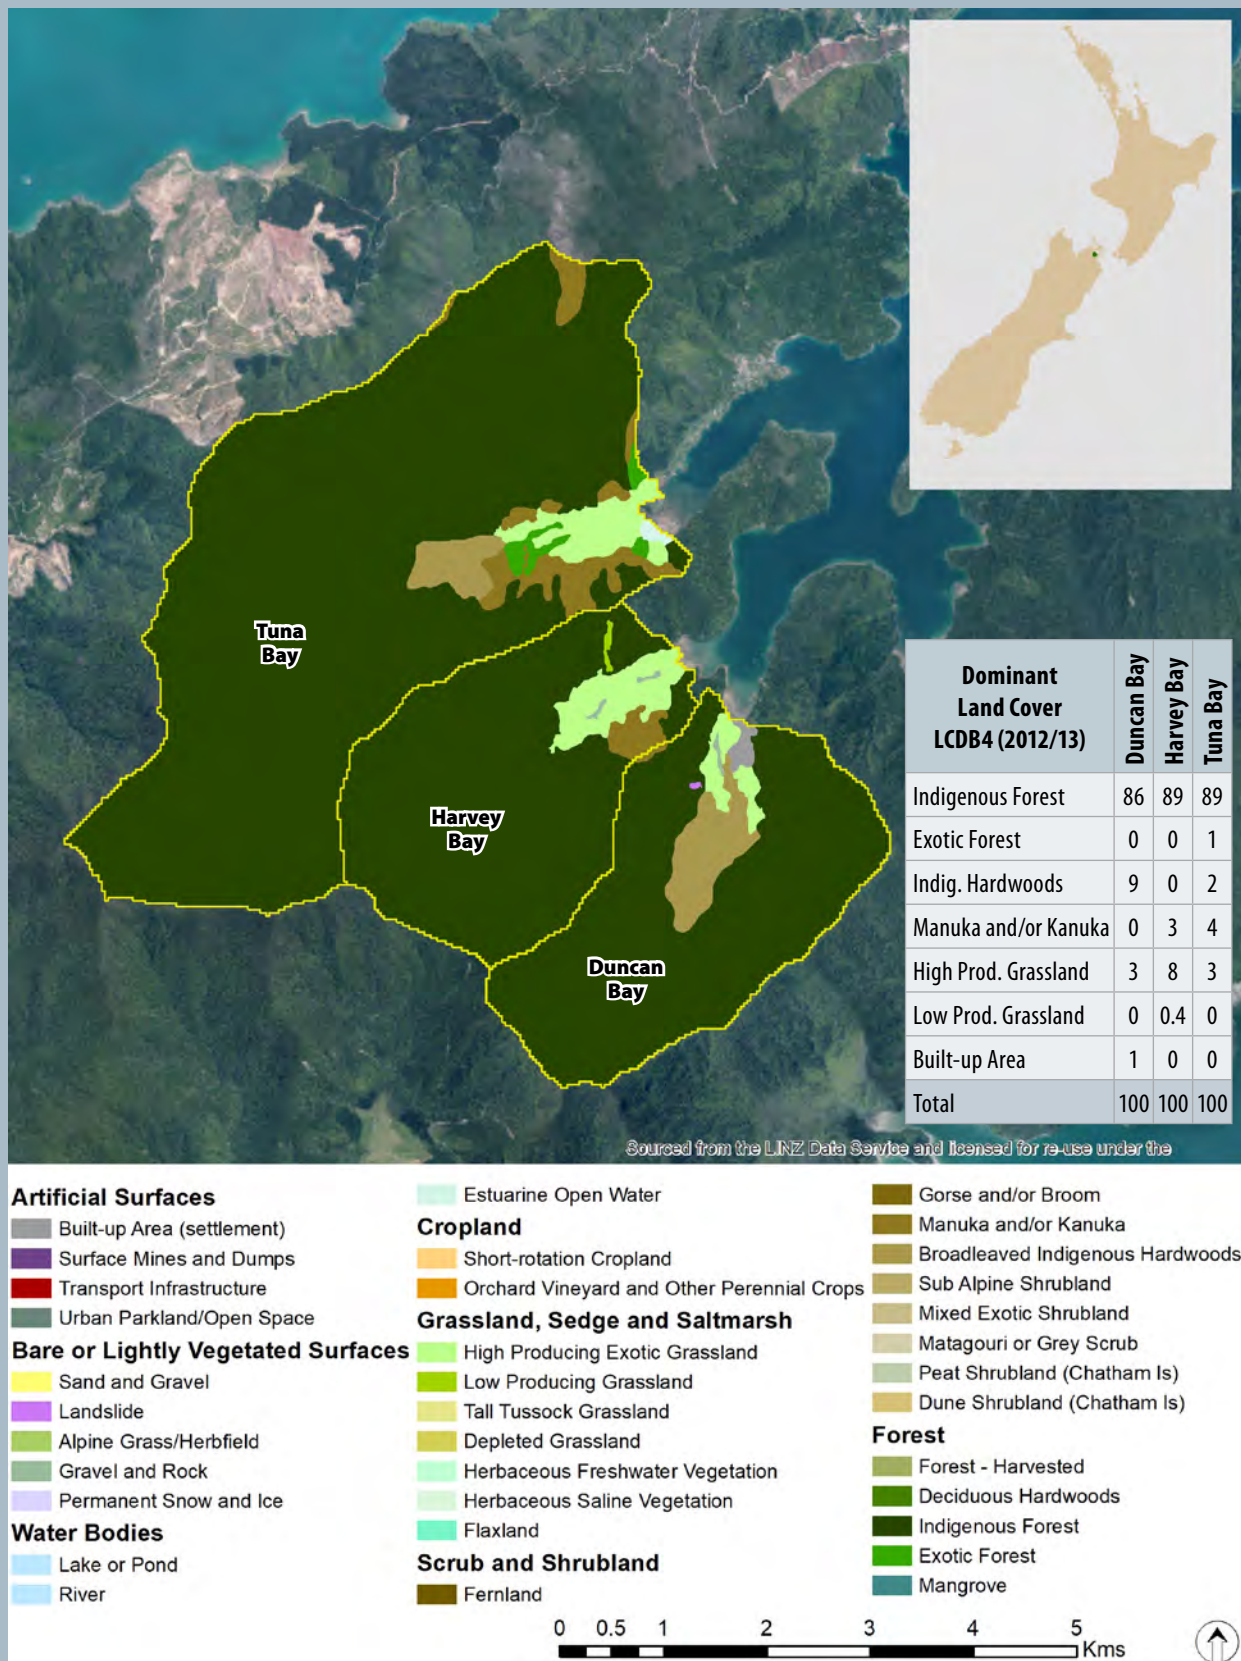 Tuna
Bay
Harvey
Bay
Duncan
Bay
Dominant
Land Cover
LCDB4 (2012/13)
Duncan Bay
Harvey Bay
Tuna Bay
Indigenous Forest 86 89 89
Exotic Forest 0 0 1
Indig. Hardwoods 9 0 2
Manuka and/or Kanuka 0 3 4
High Prod. Grassland 3 8 3
Low Prod. Grassland 0 0.4 0
Built-up Area 1 0 0
Total 100 100 100
Sourced from the LINZ Data Service and licensed for re-use under the
Artificial Surfaces
Built-up Area (settlement)
Surface Mines and Dumps
Transport Infrastructure
Urban Parkland/Open Space
Bare or Lightly Vegetated Surfaces
Sand and Gravel
Landslide
Alpine Grass/Herbfield
Gravel and Rock
Permanent Snow and Ice
Water Bodies
Lake or Pond
River
Estuarine Open Water
Cropland
Short-rotation Cropland
Orchard Vineyard and Other Perennial Crops
Grassland, Sedge and Saltmarsh
High Producing Exotic Grassland
Low Producing Grassland
Tall Tussock Grassland
Depleted Grassland
Herbaceous Freshwater Vegetation
Herbaceous Saline Vegetation
Flaxland
Scrub and Shrubland
Fernland
Gorse and/or Broom
Manuka and/or Kanuka
Broadleaved Indigenous Hardwoods
Sub Alpine Shrubland
Mixed Exotic Shrubland
Matagouri or Grey Scrub
Peat Shrubland (Chatham Is)
Dune Shrubland (Chatham Is)
Forest
Forest - Harvested
Deciduous Hardwoods
Indigenous Forest
Exotic Forest
Mangrove
0 0.5 1 2 3 4 5
Kms